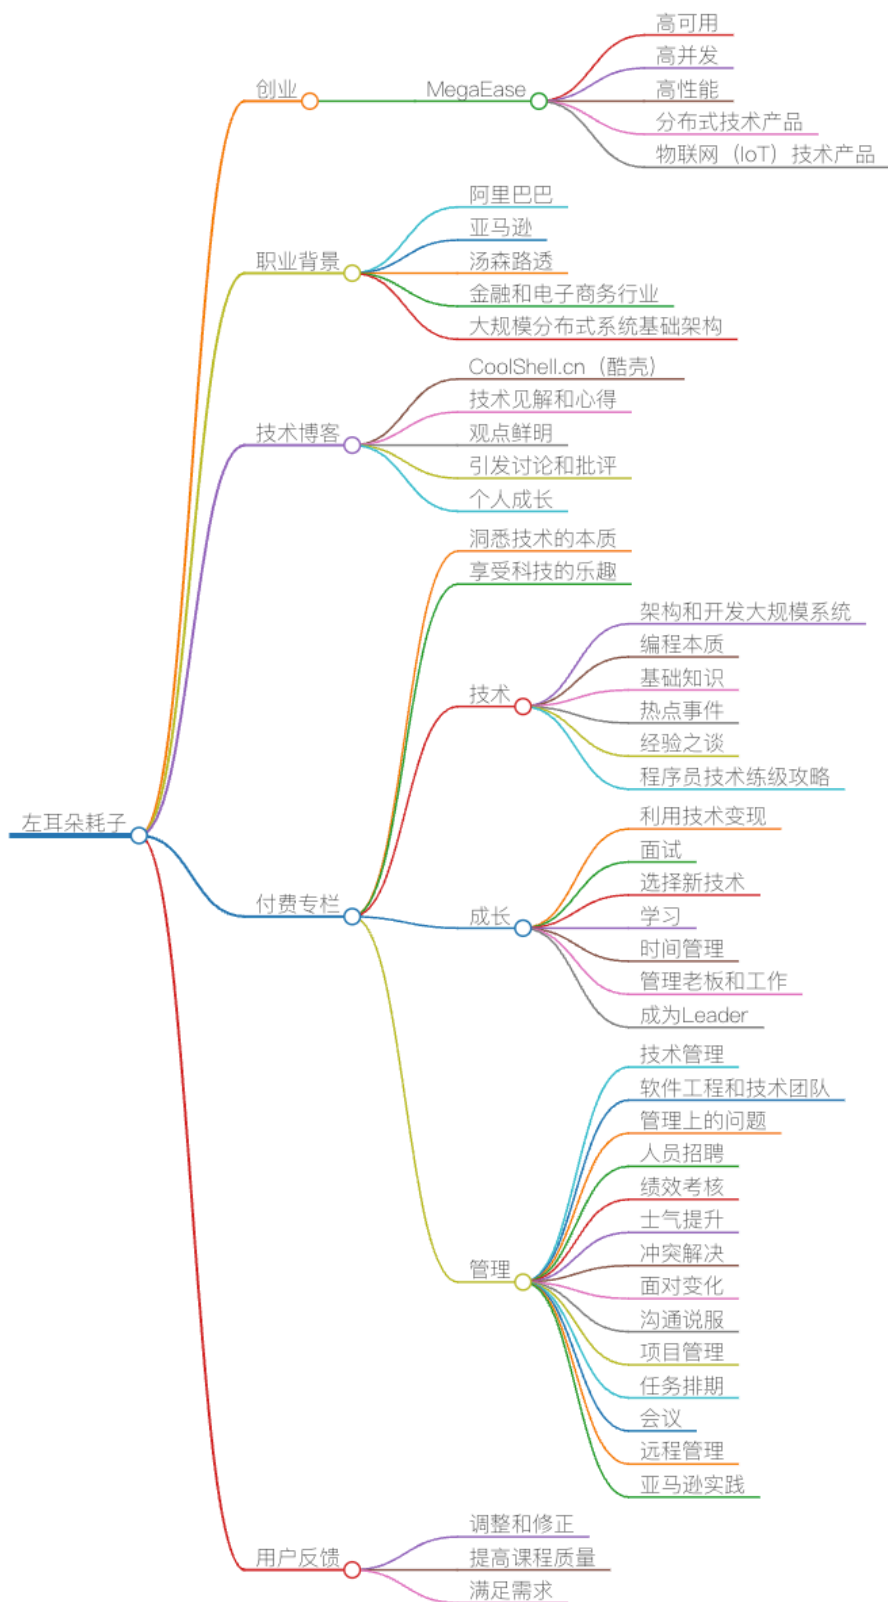 左耳朵耗子
创业
MegaEase
高可用
高并发
高性能
分布式技术产品
物联网（IoT）技术产品
职业背景
阿里巴巴
亚马逊
汤森路透
金融和电子商务行业
大规模分布式系统基础架构
技术博客
CoolShell.cn（酷壳）
技术见解和心得
观点鲜明
引发讨论和批评
个人成长
付费专栏
洞悉技术的本质
享受科技的乐趣
技术
架构和开发大规模系统
编程本质
基础知识
热点事件
经验之谈
程序员技术练级攻略
成长
利用技术变现
面试
选择新技术
学习
时间管理
管理老板和工作
成为Leader
管理
技术管理
软件工程和技术团队
管理上的问题
人员招聘
绩效考核
士气提升
冲突解决
面对变化
沟通说服
项目管理
任务排期
会议
远程管理
亚马逊实践
用户反馈
调整和修正
提高课程质量
满足需求